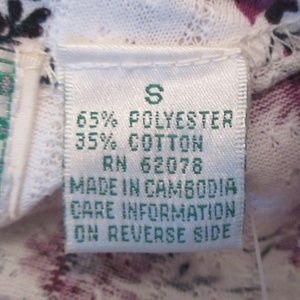 S
65% POLYESTER
35% COTTON
RN 62078
MADE IN CAMBODIA
CARE INFORMATION
ON REVERSE SIDE